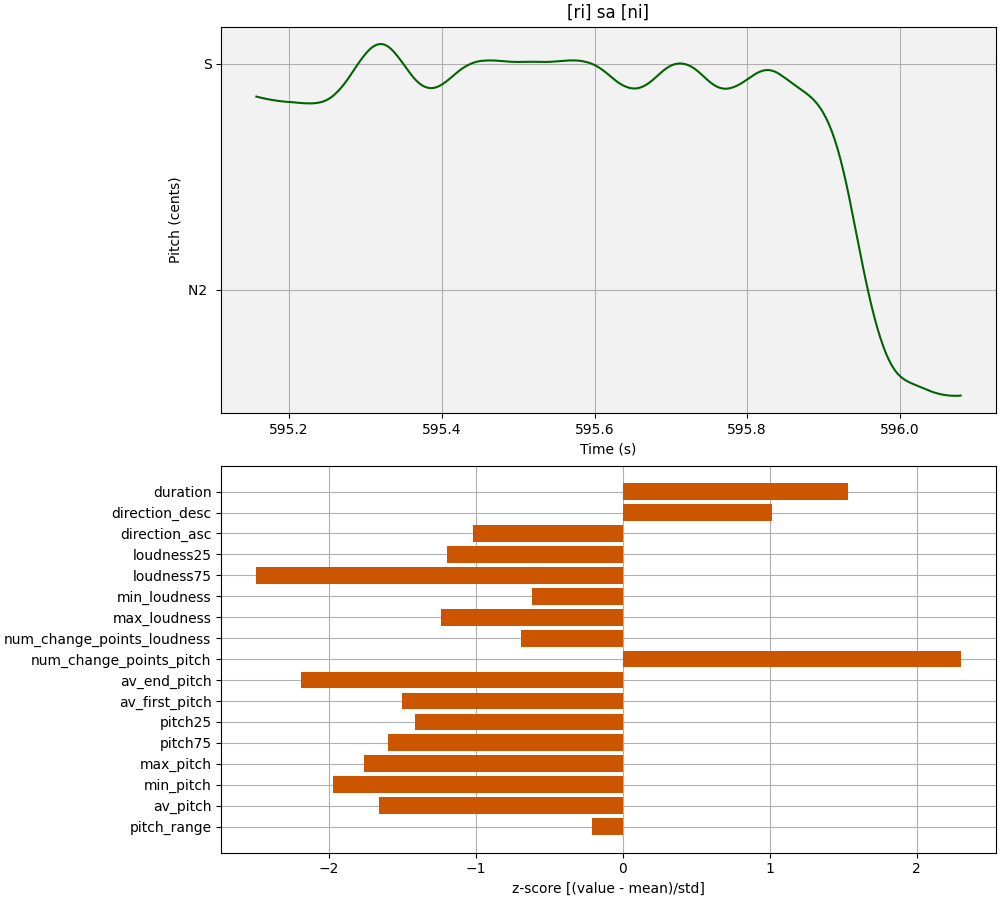 [ri] sa [ni]
S
N2
Pitch (cents)
595.2 595.4 595.6 595.8 596.0
Time (s)
duration
direction_desc
direction_asc
loudness25
loudness75
min_loudness
max_loudness
num_change_points_loudness
num_change_points_pitch
av_end_pitch
av_first_pitch
pitch25
pitch75
max_pitch
min_pitch
av_pitch
pitch_range
−2 −1 0 1 2
z-score [(value - mean)/std]